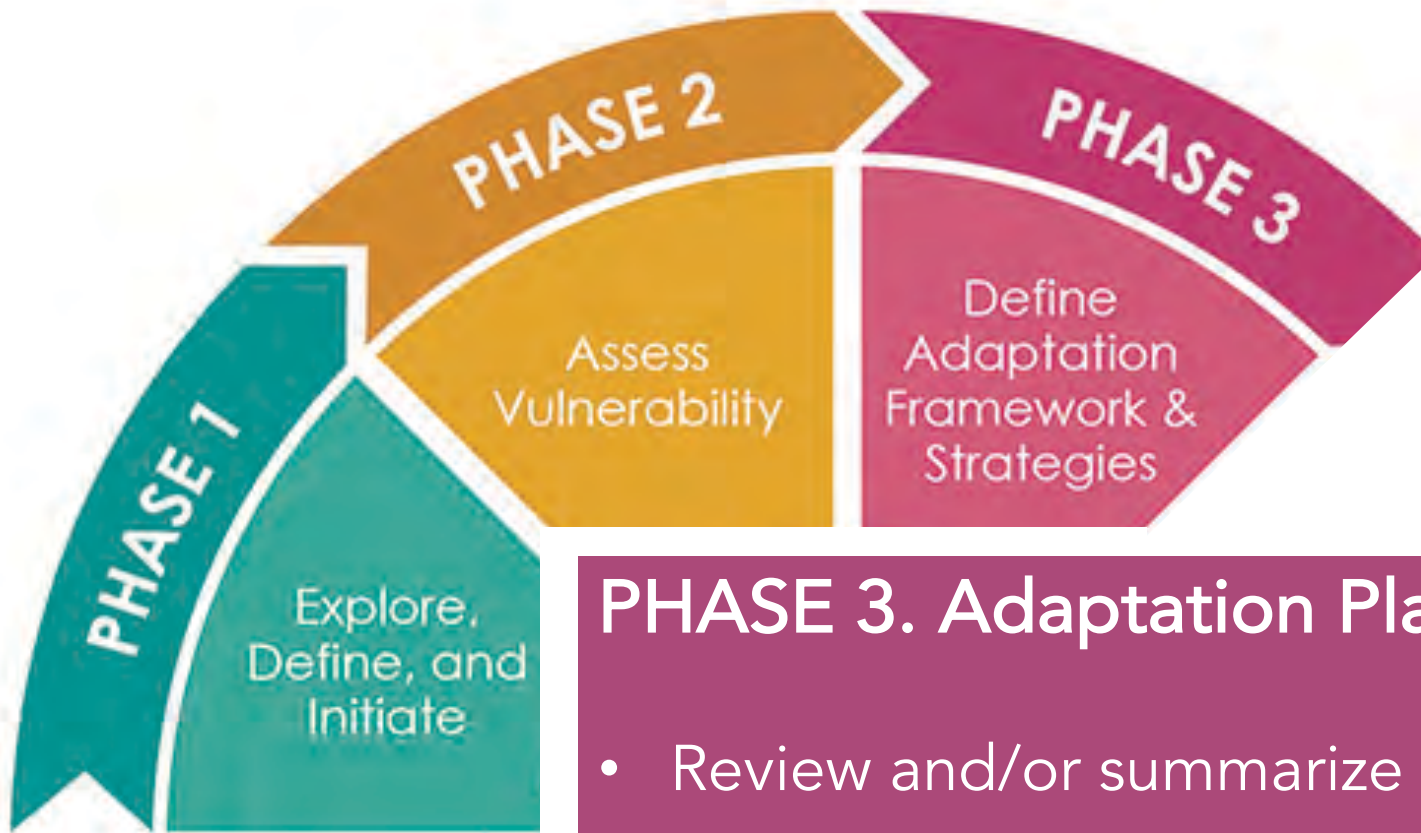 PHASE 1
Explore,
Define, and
Initiate
PHASE 2
Assess
Vulnerability
PHASE 3
Define
Adaptation
Framework &
Strategies
PHASE 3. Adaptation Pla
• Review and/or summarize